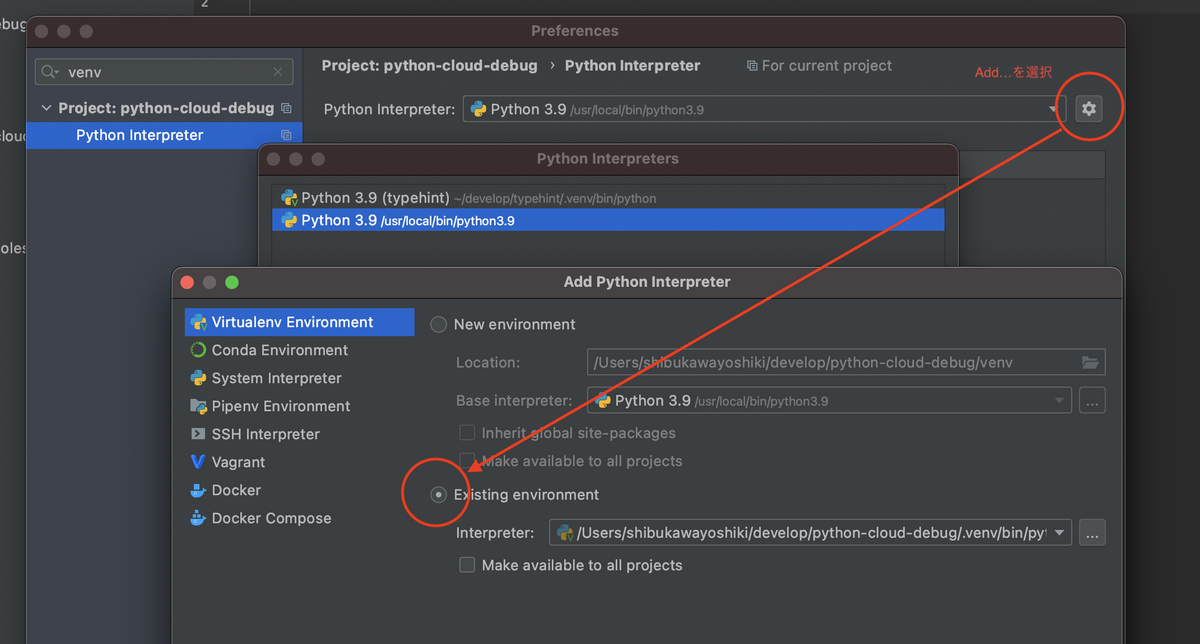 2
ebug
Preferences
venv
Project: python-cloud-debug › Python Interpreter
For current project
Add...を選択
Project: python-cloud-debug
Python Interpreter: Python 3.9 /usr/local/bin/python3.9
Python Interpreter
clou
Python Interpreters
Python 3.9 (typehint) ~/develop/typehint/.venv/bin/python
Python 3.9 /usr/local/bin/python3.9
oles
Add Python Interpreter
Virtualenv Environment
Conda Environment
System Interpreter
Pipenv Environment
SSH Interpreter
Vagrant
Docker
Docker Compose
New environment
Location: /Users/shibukawayoshiki/develop/python-cloud-debug/venv
Base interpreter: Python 3.9 /usr/local/bin/python3.9
...
Inherit global site-packages
Make available to all projects
Existing environment
Interpreter: /Users/shibukawayoshiki/develop/python-cloud-debug/.venv/bin/pyt
...
Make available to all projects